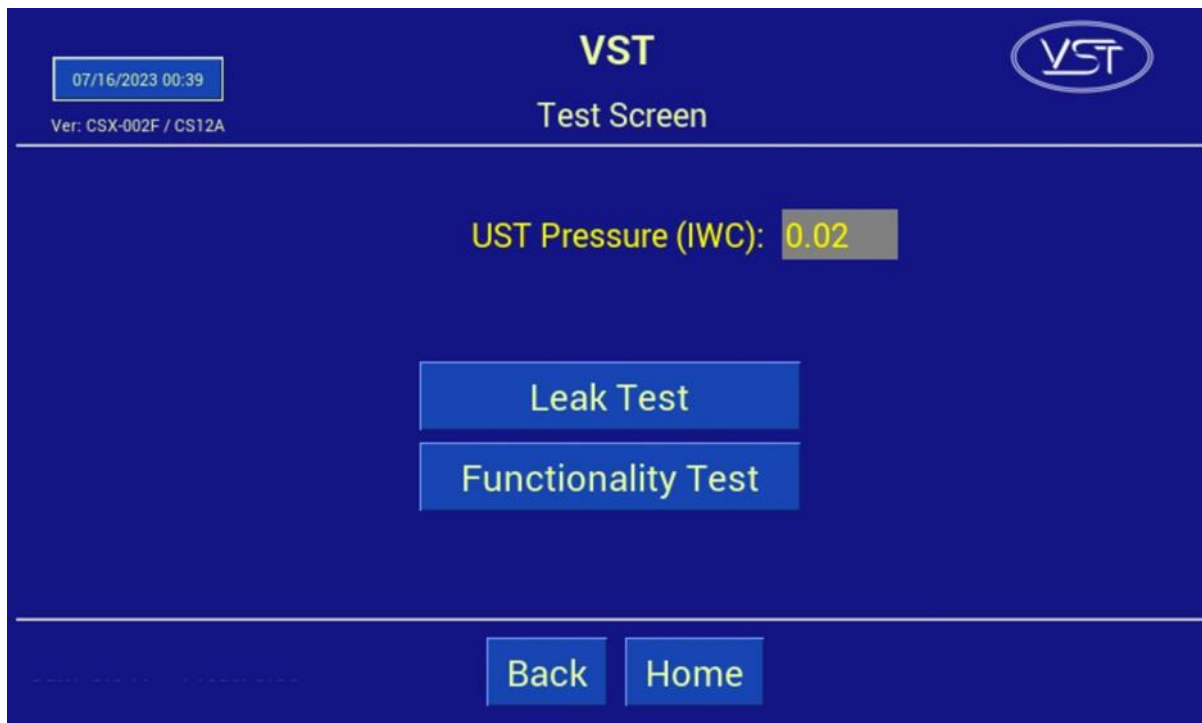 VST
VST
07/16/2023 00:39
Test Screen
Ver: CSX-002F / CS12A
UST Pressure (IWC): 0.02
Leak Test
Functionality Test
Back Home